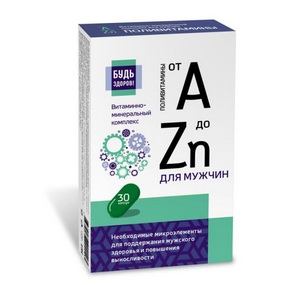 ПОЛИВИТАМИНЫ
БУДЬ
ЗДОРОВ!
Витаминно-
минеральный
комплекс
ПОЛИВИТАМИНЫ
ОТ
А
ДО
Zn
ДЛЯ МУЖЧИН
30
Необходимые микроэлементы
для поддержания мужского
здоровья и повышения
выносливости